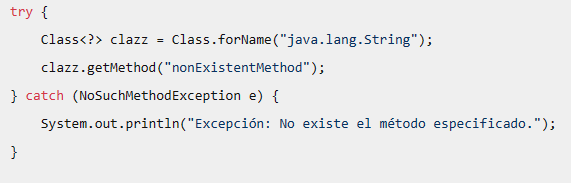 try {
    Class<?> clazz = Class.forName("java.lang.String");
    clazz.getMethod("nonExistentMethod");
} catch (NoSuchMethodException e) {
    System.out.println("Excepción: No existe el método especificado.");
}